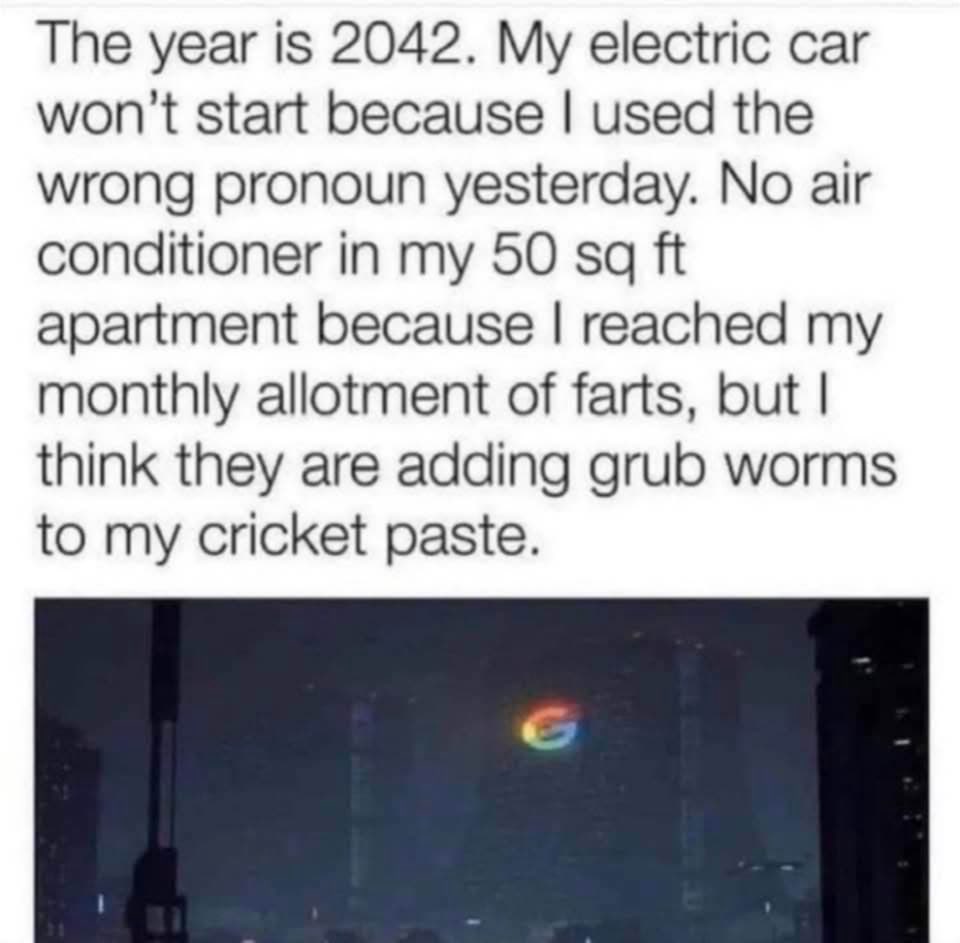 The year is 2042. My electric car
won't start because I used the
wrong pronoun yesterday. No air
conditioner in my 50 sq ft
apartment because I reached my
monthly allotment of farts, but I
think they are adding grub worms
to my cricket paste.
G